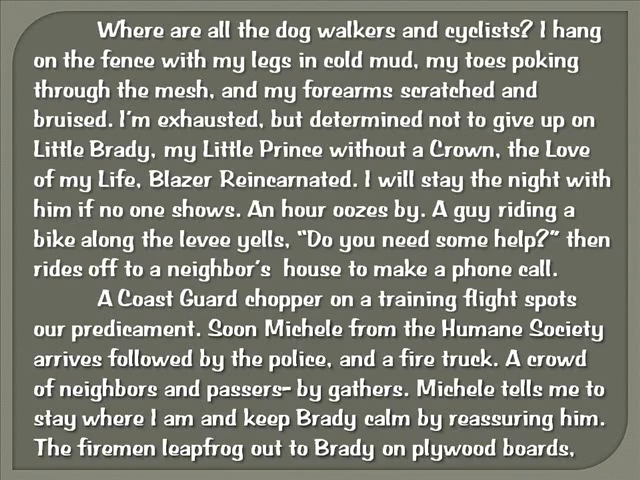 Where are all the dog walkers and cyclists? I hang
on the fence with my legs in cold mud, my toes poking
through the mesh, and my forearms scratched and
bruised. I'm exhausted, but determined not to give up on
Little Brady, my Little Prince without a Crown, the Love
of my Life, Blazer Reincarnated. I will stay the night with
him if no one shows. An hour oozes by. A guy riding a
bike along the levee yells, "Do you need some help?" then
rides off to a neighbor's house to make a phone call.
A Coast Guard chopper on a training flight spots
our predicament. Soon Michele from the Humane Society
arrives followed by the police, and a fire truck. A crowd
of neighbors and passers- by gathers. Michele tells me to
stay where I am and keep Brady calm by reassuring him.
The firemen leapfrog out to Brady on plywood boards,